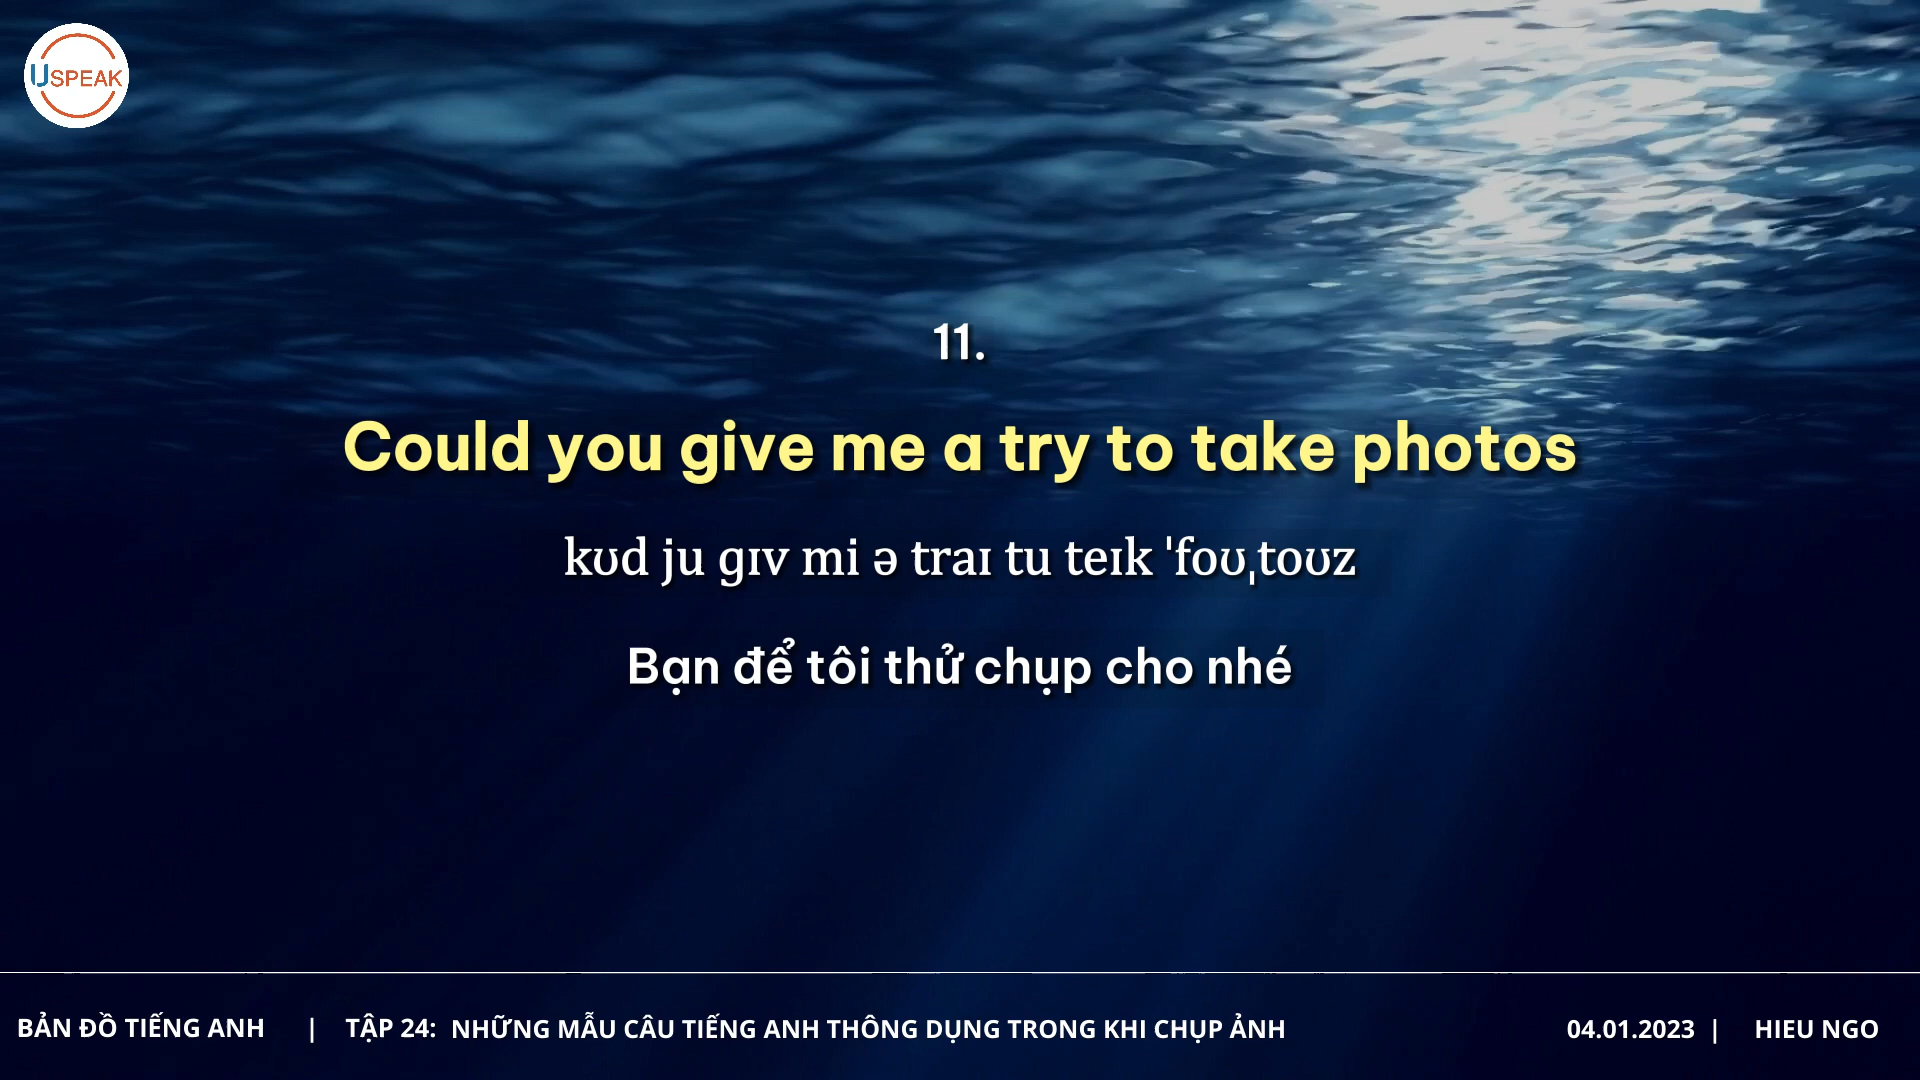 USPEAK
11.
Could you give me a try to take photos
kʊd ju gɪv mi ə traɪ tu teɪk ˈfoʊˌtoʊz
Bạn để tôi thử chụp cho nhé
BẢN ĐỒ TIẾNG ANH | TẬP 24: NHỮNG MẪU CÂU TIẾNG ANH THÔNG DỤNG TRONG KHI CHỤP ẢNH 04.01.2023 | HIEU NGO